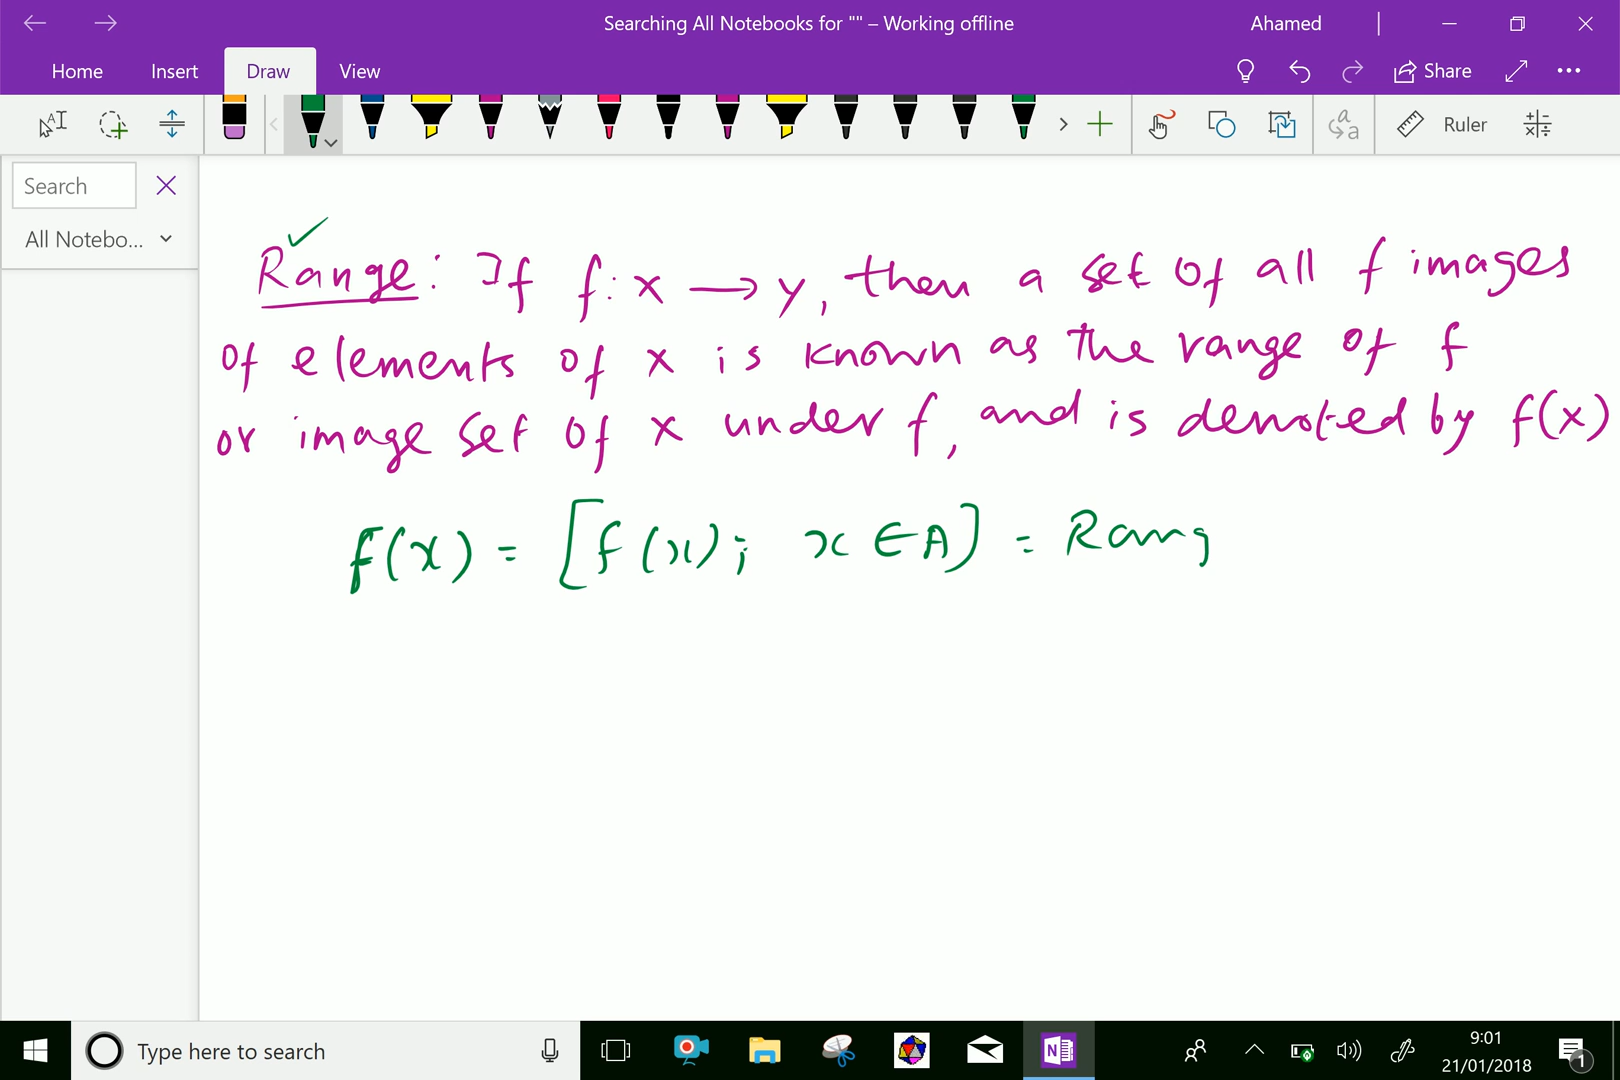 Searching All Notebooks for "" – Working offline
Ahamed
Home Insert Draw View
Share
Ruler
Search
All Notebo...
Range: If f: x → y, then a set of all f images
of elements of x is known as the range of f
or image set of x under f, and is denoted by f(x)
f(x) = [f(x); x ∈ A] = Rang
Type here to search
9:01
21/01/2018
1